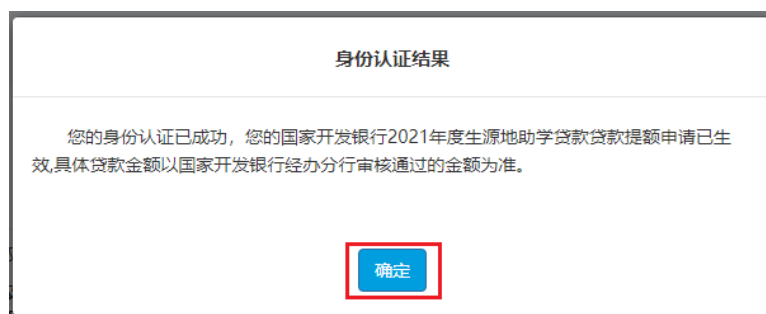 身份认证结果
您的身份认证已成功，您的国家开发银行2021年度生源地助学贷款贷款提额申请已生
效,具体贷款金额以国家开发银行经办分行审核通过的金额为准。
确定